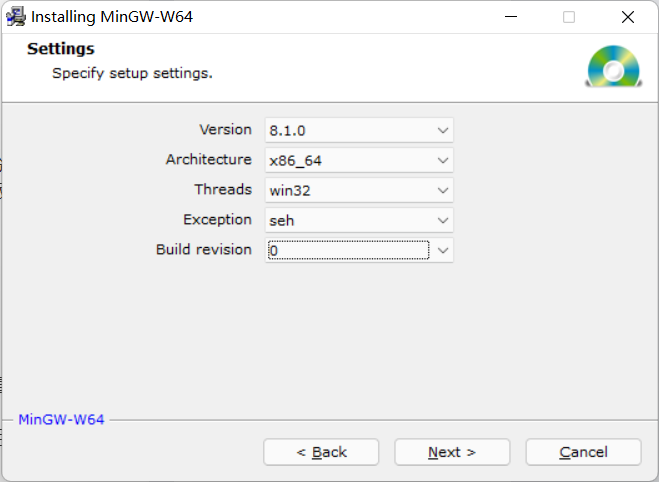 Installing MinGW-W64
Settings
Specify setup settings.
Version 8.1.0
Architecture x86_64
Threads win32
Exception seh
Build revision 0
MinGW-W64
< Back Next > Cancel